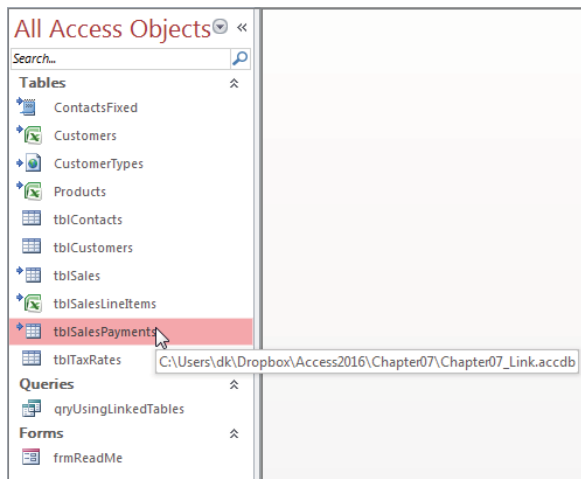 All Access Objects
Search...
Tables
ContactsFixed
Customers
CustomerTypes
Products
tblContacts
tblCustomers
tblSales
tblSalesLineItems
tblSalesPayments
tblTaxRates
C:\Users\dk\Dropbox\Access2016\Chapter07\Chapter07_Link.accdb
Queries
qryUsingLinkedTables
Forms
frmReadMe